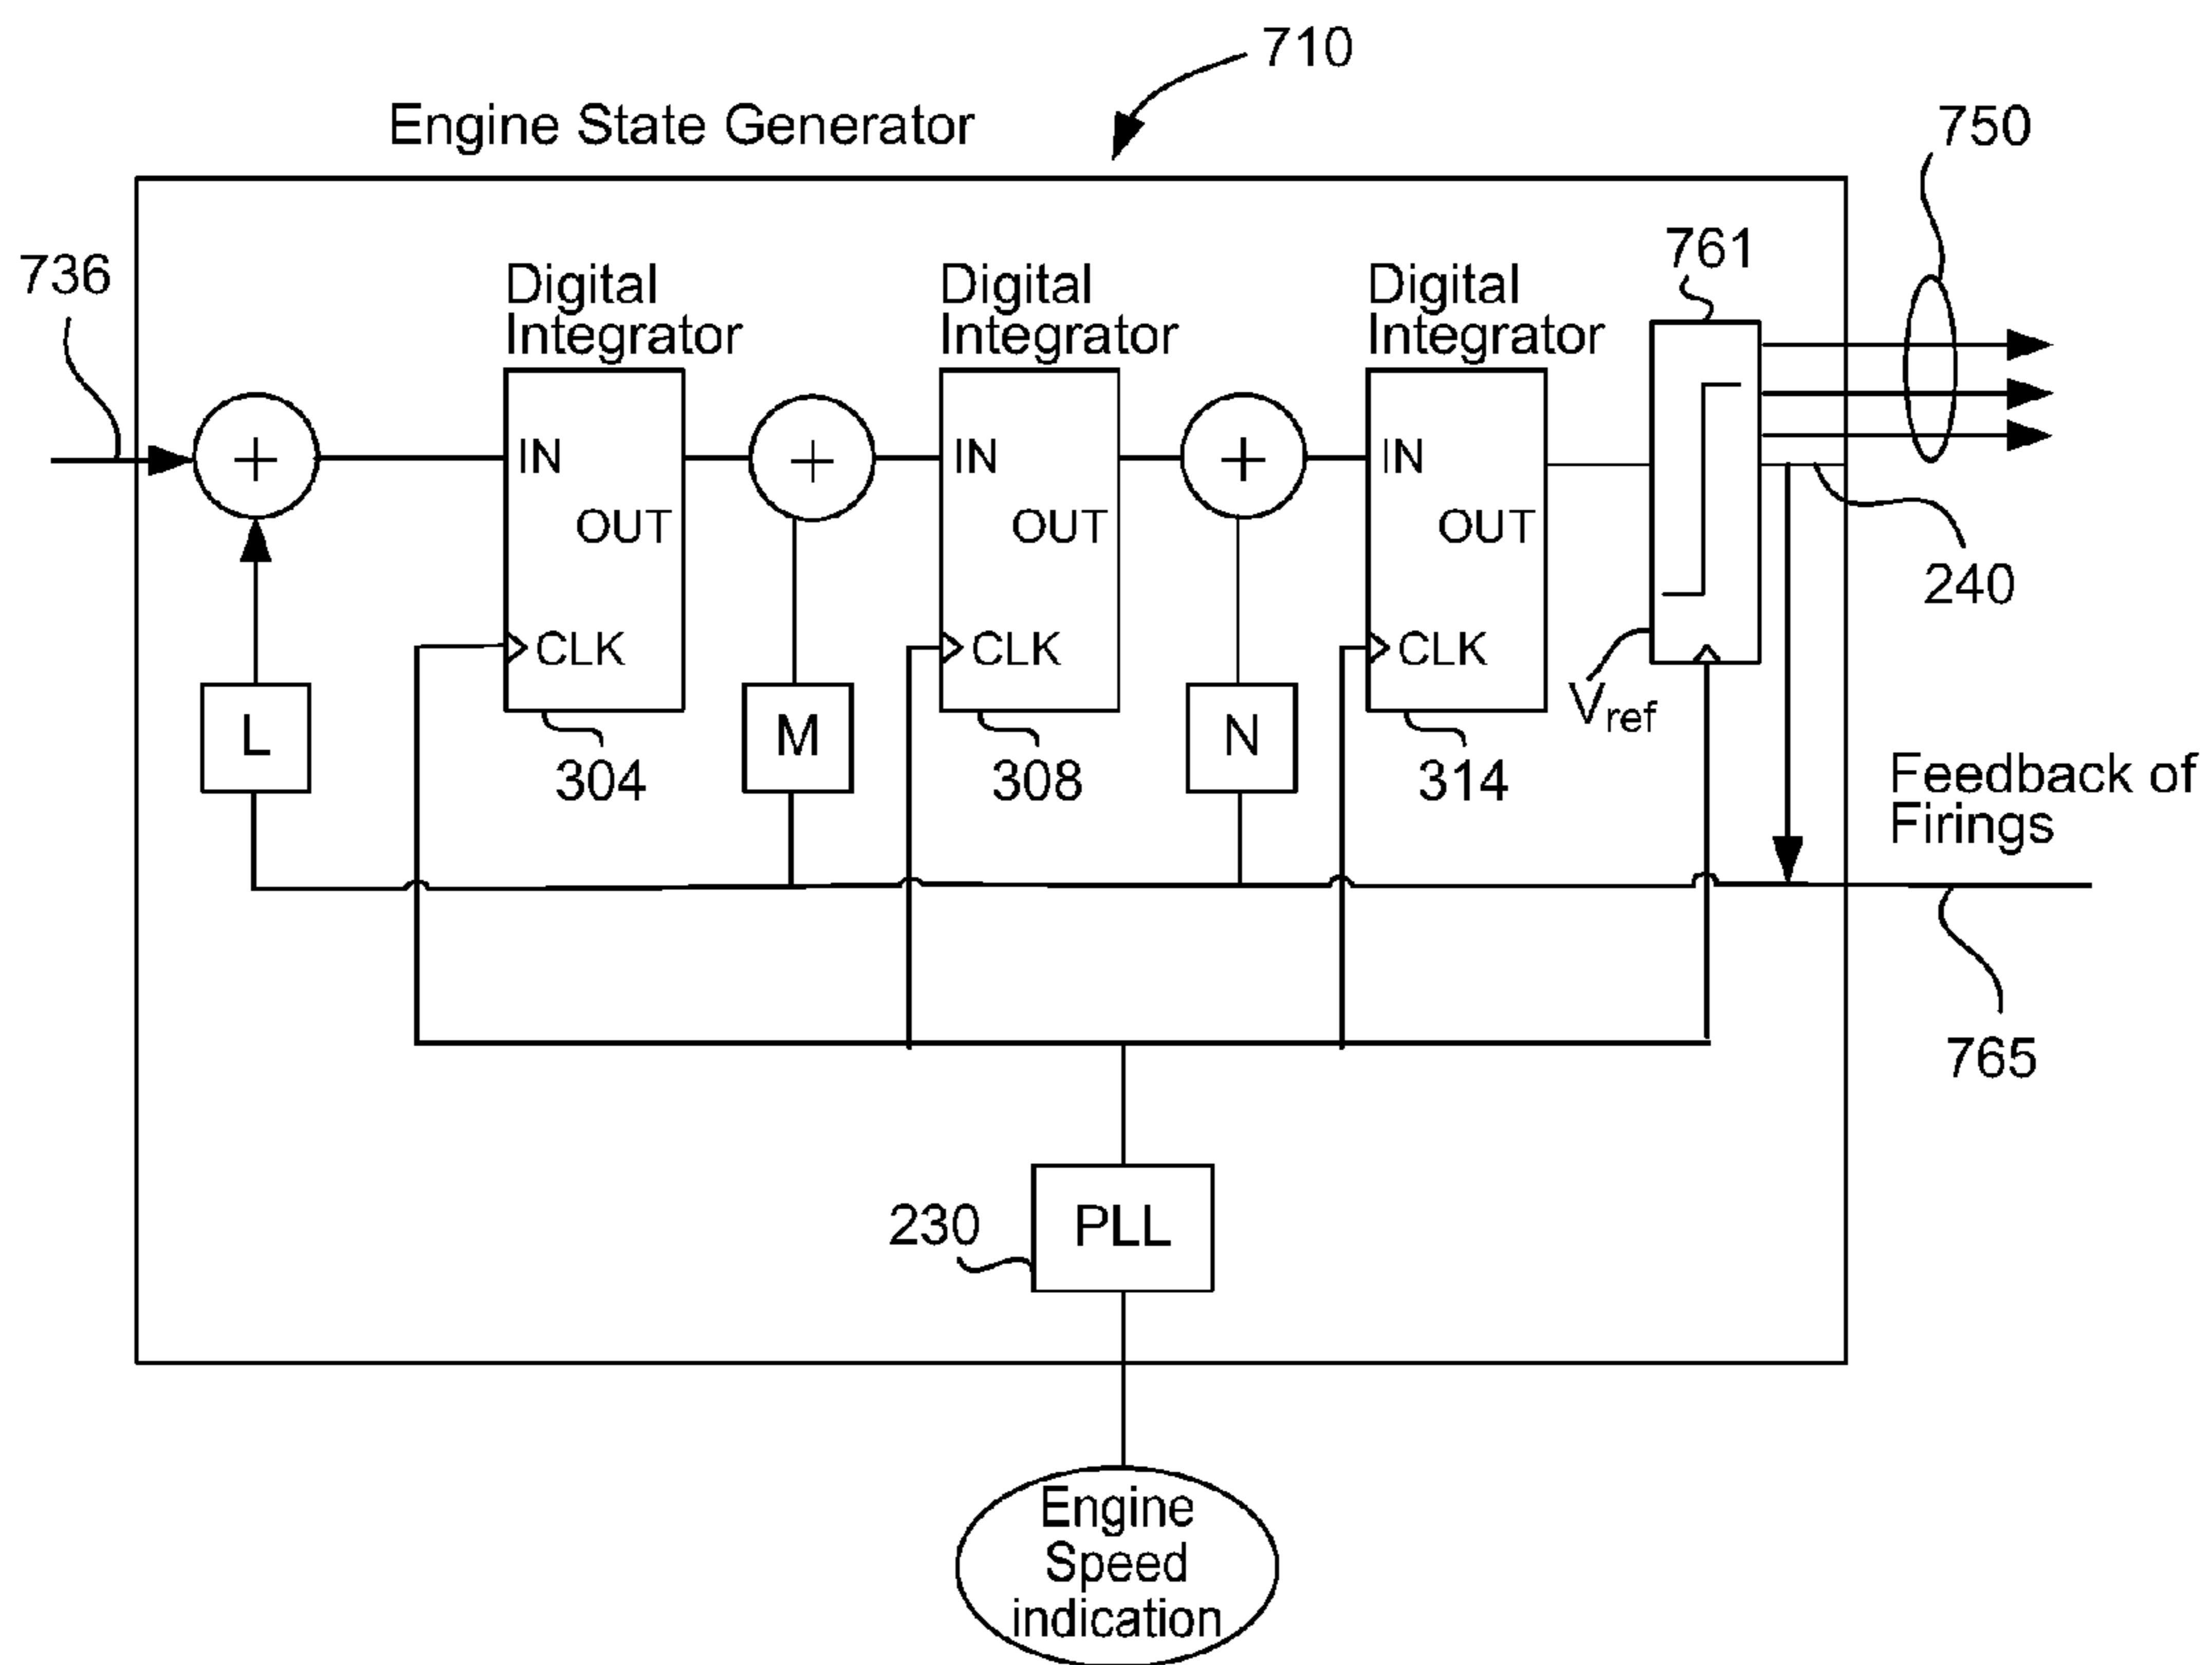 710
Engine State Generator
750
736
761
Digital
Integrator
Digital
Integrator
Digital
Integrator
+
IN
OUT
CLK
+
IN
OUT
CLK
+
IN
OUT
CLK
240
Vref
L
304
M
308
N
314
Feedback of
Firings
765
230
PLL
Engine
Speed
indication